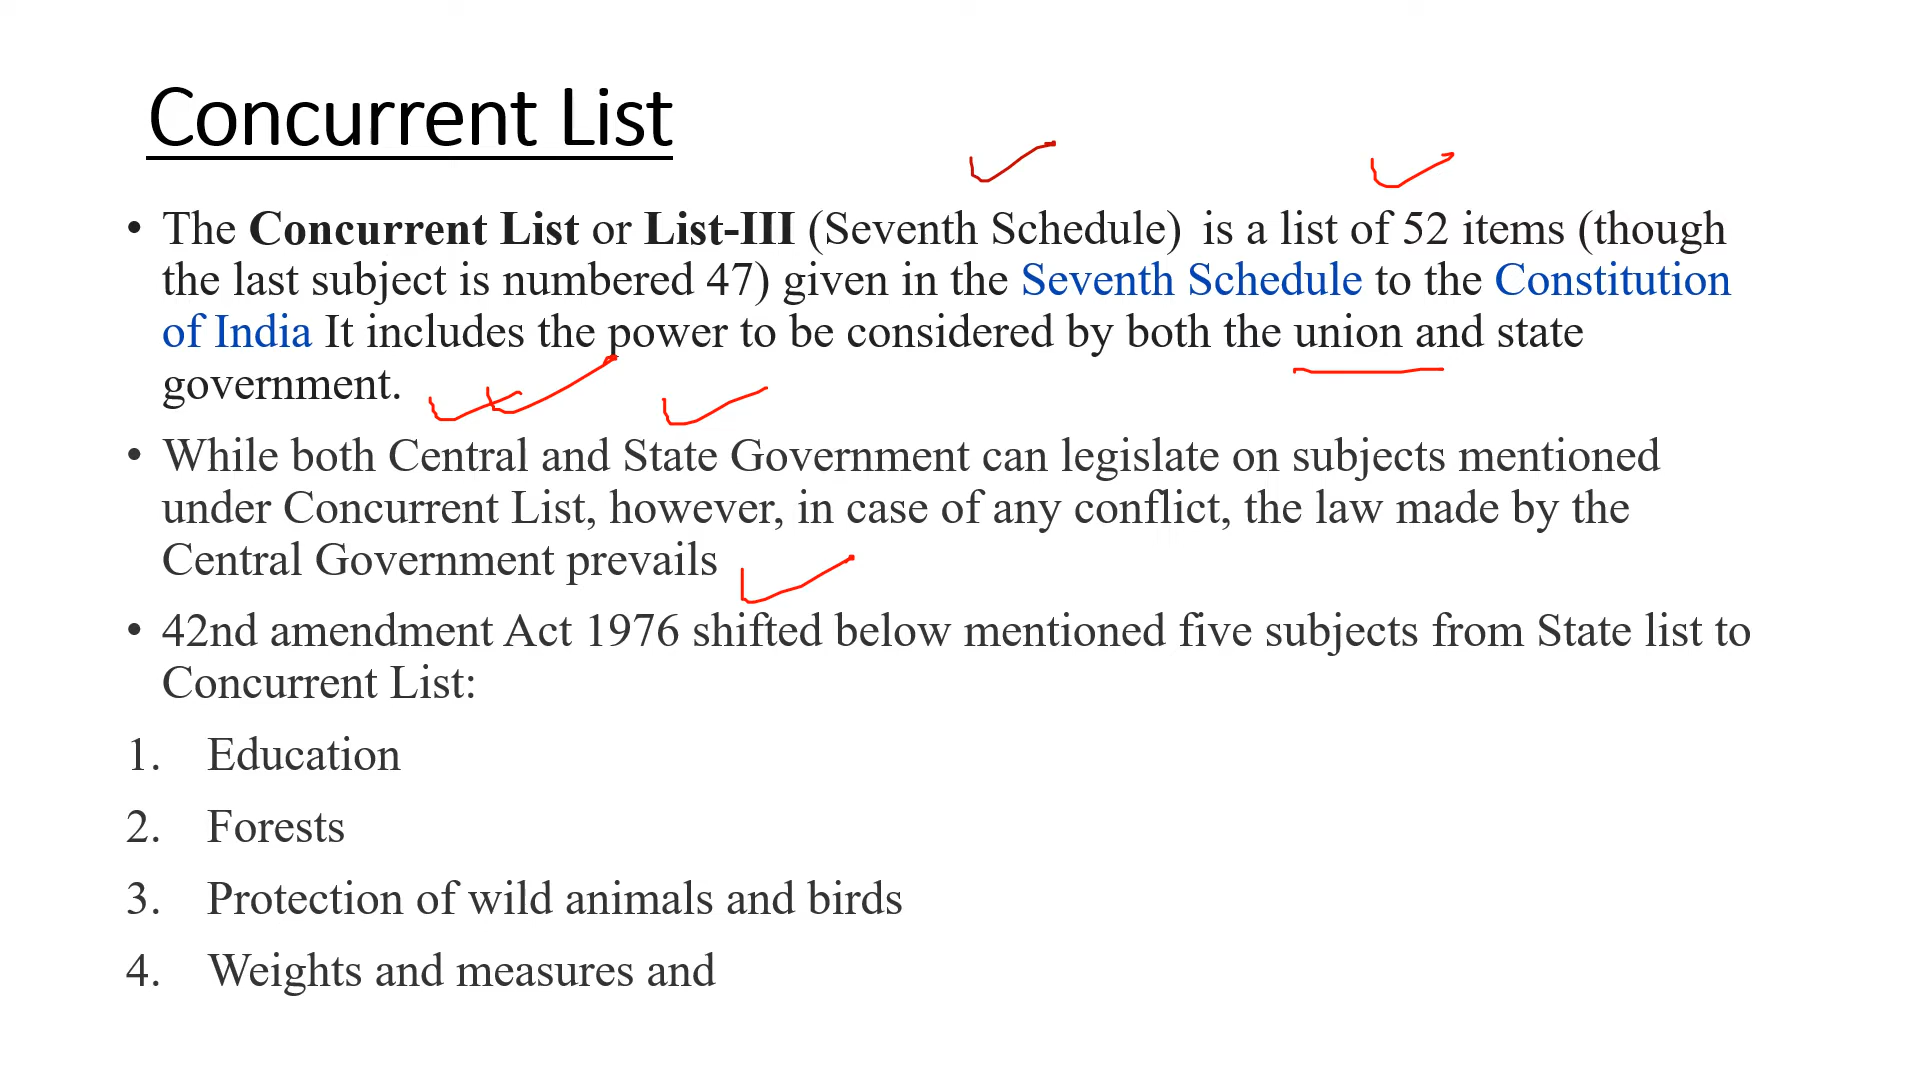 Concurrent List
• The Concurrent List or List-III (Seventh Schedule) is a list of 52 items (though
the last subject is numbered 47) given in the Seventh Schedule to the Constitution
of India It includes the power to be considered by both the union and state
government.
• While both Central and State Government can legislate on subjects mentioned
under Concurrent List, however, in case of any conflict, the law made by the
Central Government prevails
• 42nd amendment Act 1976 shifted below mentioned five subjects from State list to
Concurrent List:
1. Education
2. Forests
3. Protection of wild animals and birds
4. Weights and measures and